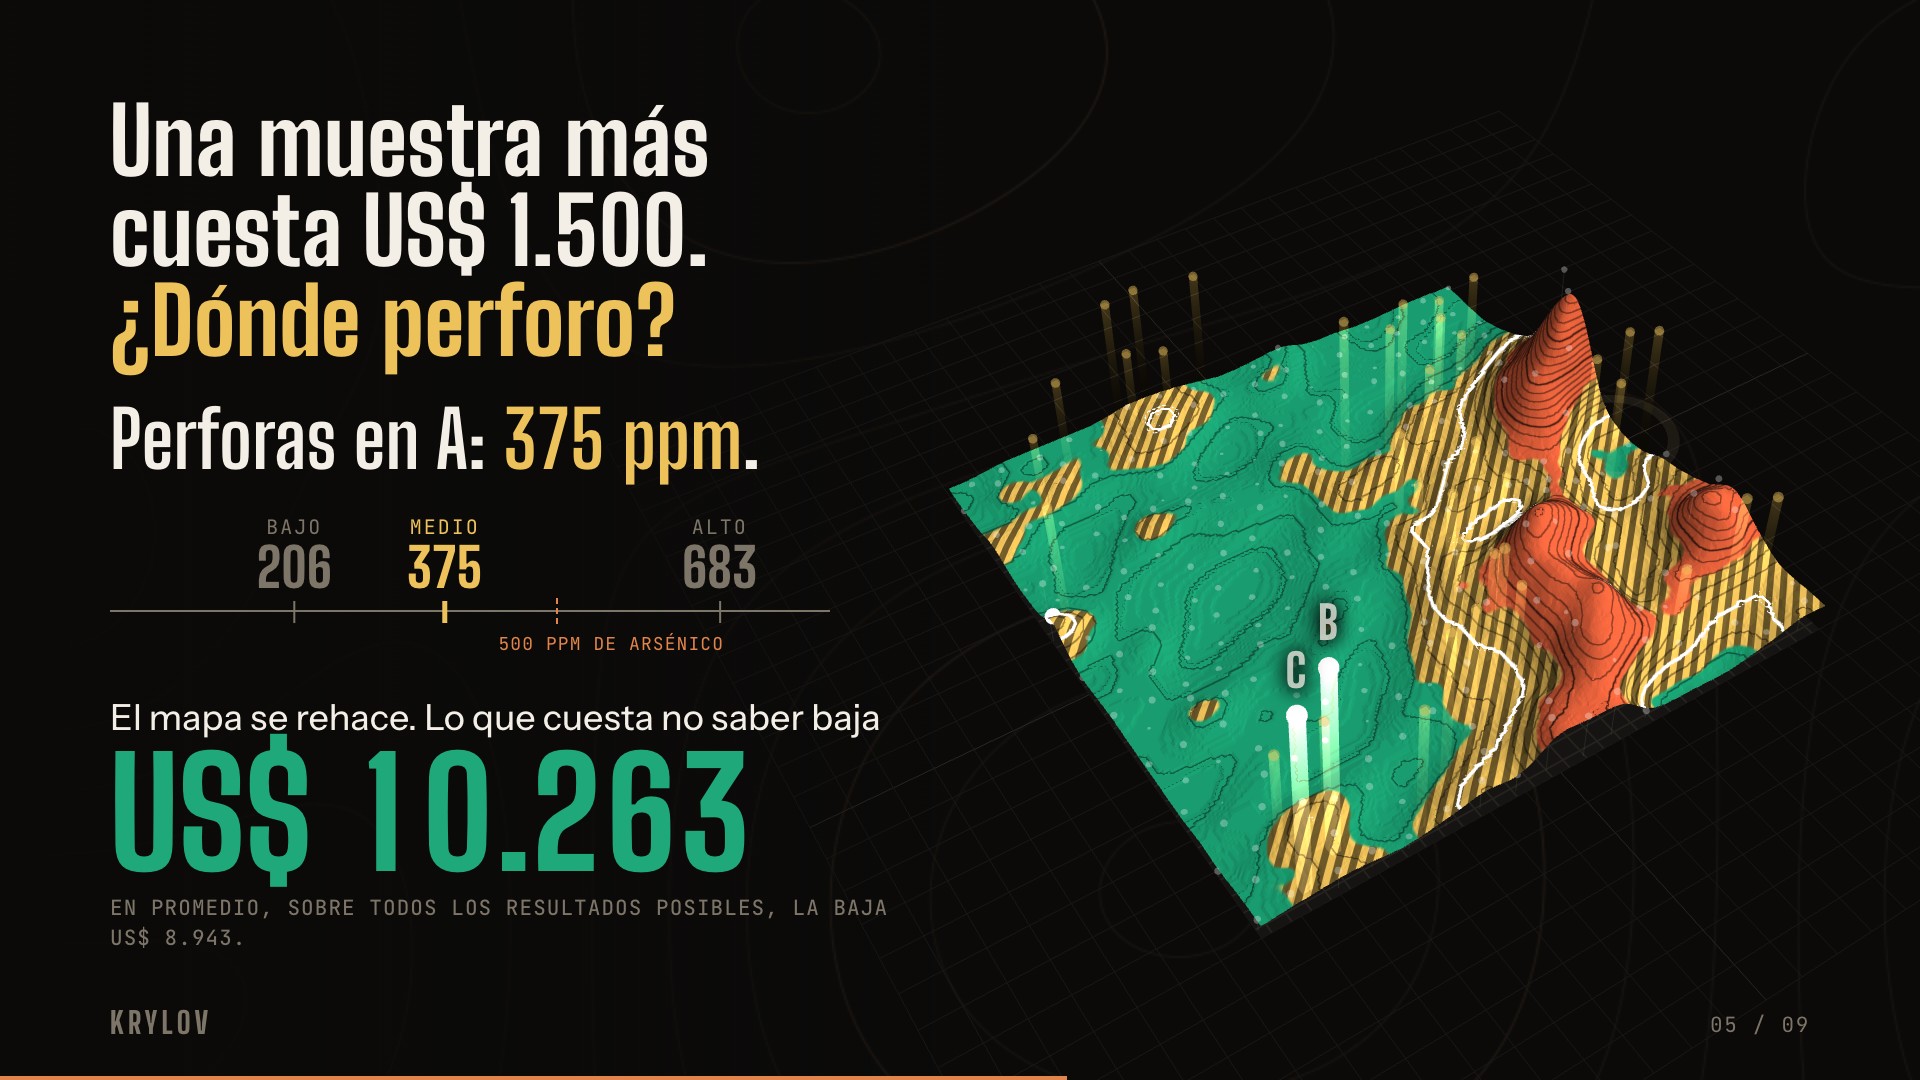 Una muestra más
cuesta US$ 1.500.
¿Dónde perforo?
Perforas en A: 375 ppm.
BAJO MEDIO ALTO
206 375 683
500 PPM DE ARSÉNICO
El mapa se rehace. Lo que cuesta no saber baja
US$ 10.263
EN PROMEDIO, SOBRE TODOS LOS RESULTADOS POSIBLES, LA BAJA
US$ 8.943.
B
C
KRYLOV
05 / 09